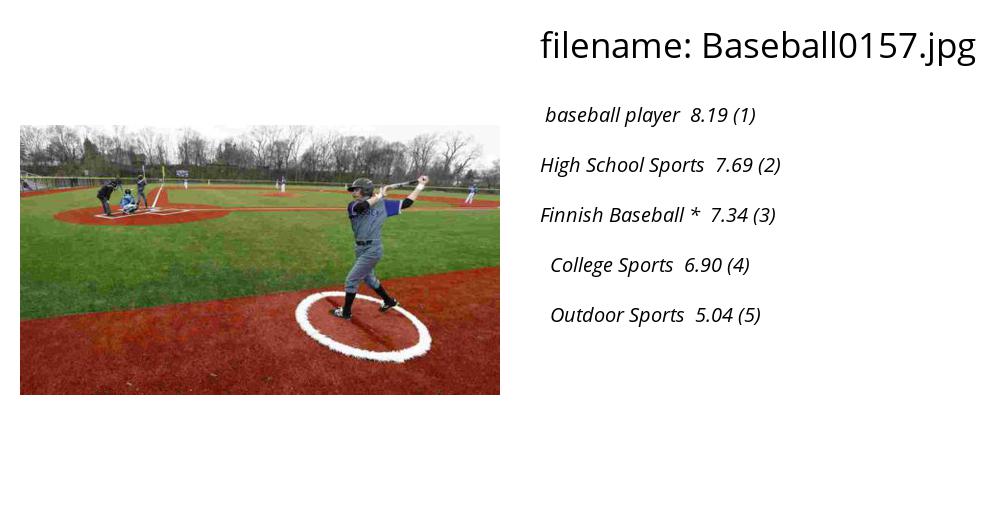 filename: Baseball0157.jpg
baseball player 8.19 (1)
High School Sports 7.69 (2)
Finnish Baseball * 7.34 (3)
College Sports 6.90 (4)
Outdoor Sports 5.04 (5)